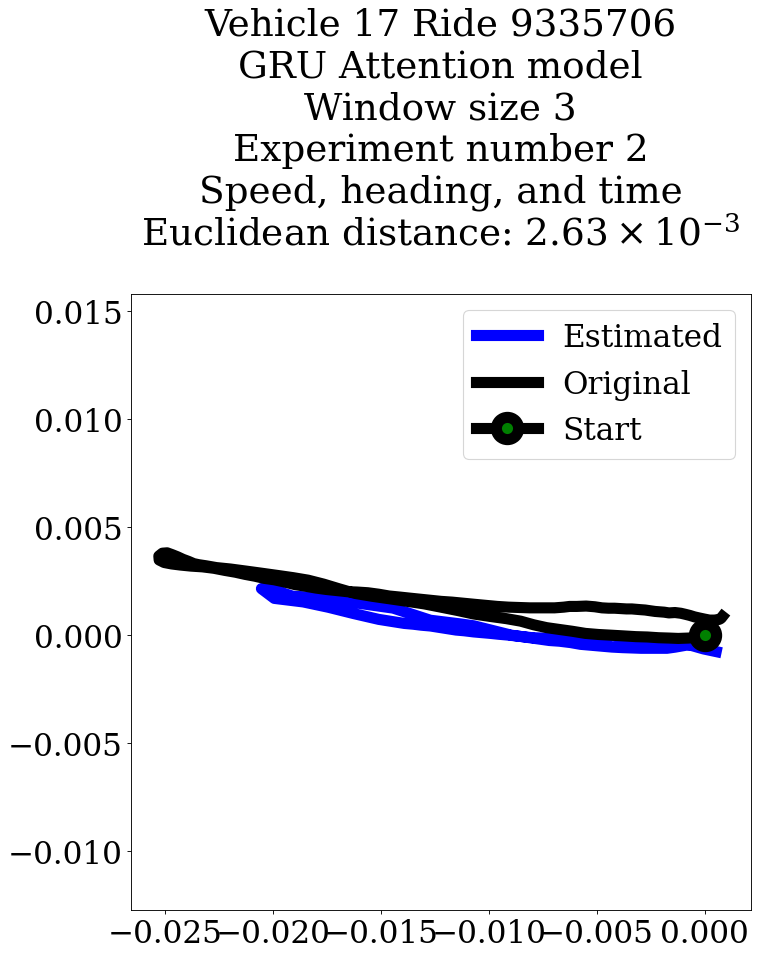 Vehicle 17 Ride 9335706
GRU Attention model
Window size 3
Experiment number 2
Speed, heading, and time
Euclidean distance: 2.63 × 10⁻³
Estimated
Original
Start
0.015
0.010
0.005
0.000
−0.005
−0.010
−0.025 −0.020 −0.015 −0.010 −0.005 0.000